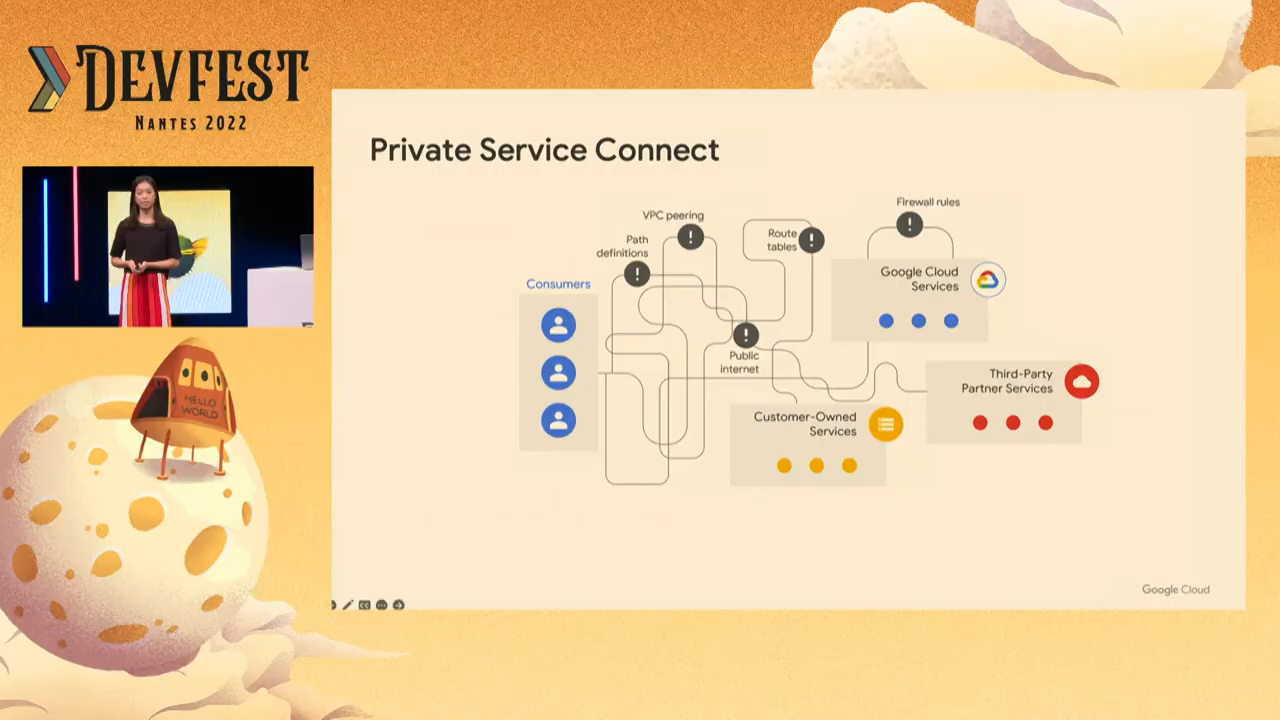 DEVFEST
NANTES 2022
Private Service Connect
VPC peering
Path
definitions
Route
tables
Firewall rules
Consumers
Google Cloud
Services
Public
internet
Third-Party
Partner Services
Customer-Owned
Services
HELLO
WORLD
Google Cloud